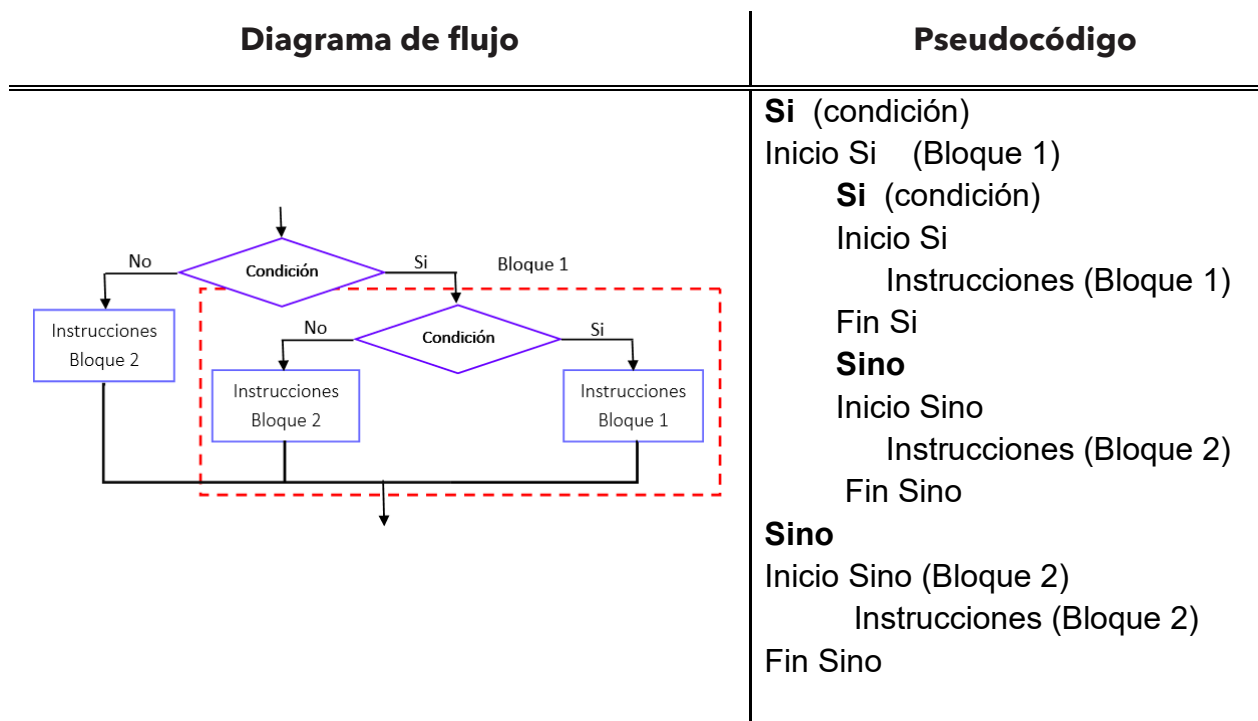 Diagrama de flujo
Pseudocódigo
No
Condición
Si
Bloque 1
Instrucciones
Bloque 2
No
Condición
Si
Instrucciones
Bloque 2
Instrucciones
Bloque 1
Si (condición)
Inicio Si (Bloque 1)
Si (condición)
Inicio Si
Instrucciones (Bloque 1)
Fin Si
Sino
Inicio Sino
Instrucciones (Bloque 2)
Fin Sino
Sino
Inicio Sino (Bloque 2)
Instrucciones (Bloque 2)
Fin Sino